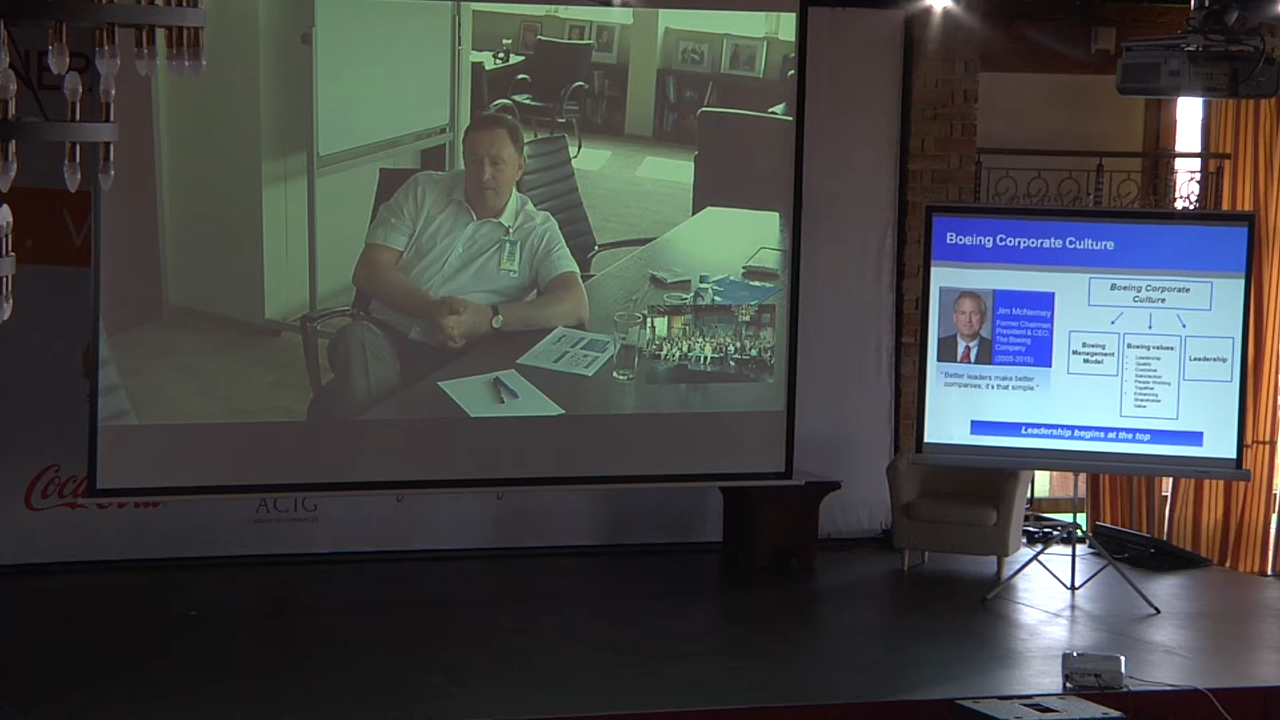 Boeing Corporate Culture
Jim McNerney
Former Chairman,
President & CEO,
The Boeing
Company
(2005-2015)
"Better leaders make better
companies; it's that simple."
Boeing Corporate
Culture
Boeing
Management
Model
Boeing values:
• Leadership
• Quality
• Customer
Satisfaction
• People Working
Together
• Enhancing
Shareholder
Value
Leadership
Leadership begins at the top
Coca-Cola
ACIG